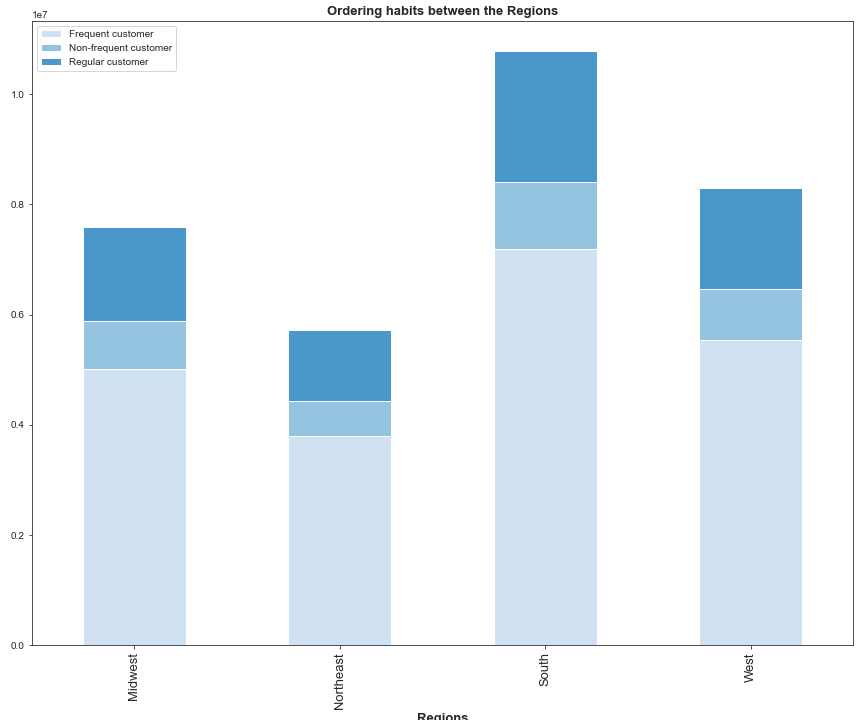 Ordering habits between the Regions
1e7
Frequent customer
Non-frequent customer
Regular customer
1.0
0.8
0.6
0.4
0.2
0.0
Midwest
Northeast
South
West
Regions